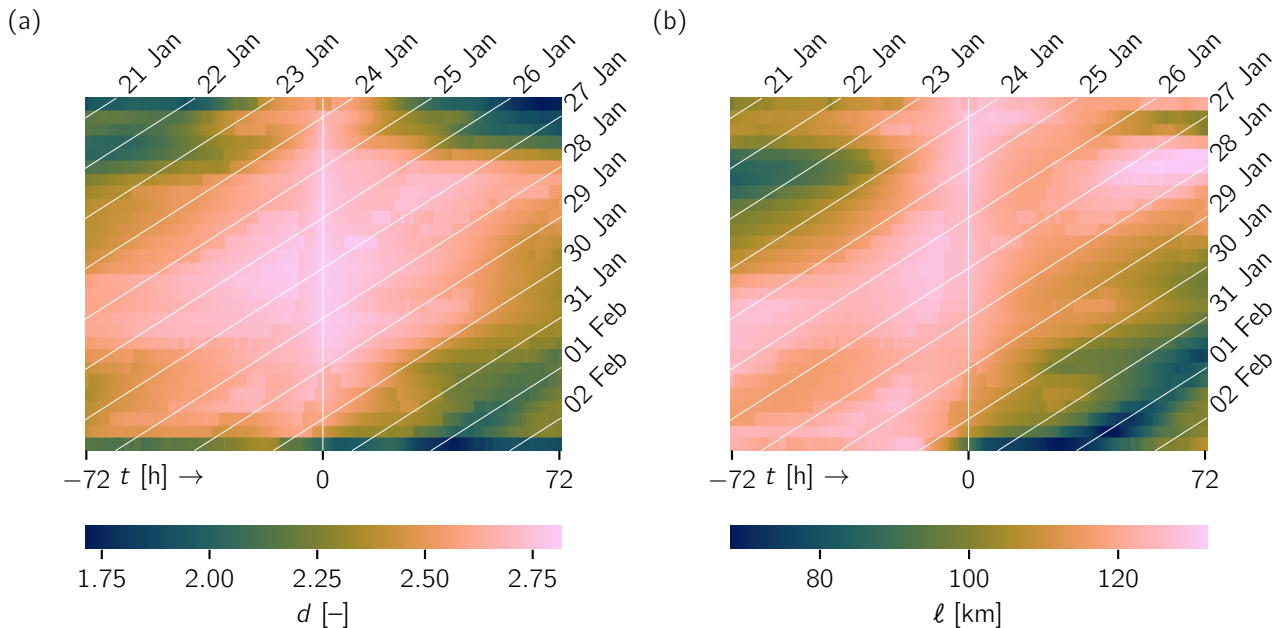 (a)
21 Jan
22 Jan
23 Jan
24 Jan
25 Jan
26 Jan
27 Jan
28 Jan
29 Jan
30 Jan
31 Jan
01 Feb
02 Feb
−72 t [h] → 0 72
1.75 2.00 2.25 2.50 2.75
d [–]
(b)
21 Jan
22 Jan
23 Jan
24 Jan
25 Jan
26 Jan
27 Jan
28 Jan
29 Jan
30 Jan
31 Jan
01 Feb
02 Feb
−72 t [h] → 0 72
80 100 120
ℓ [km]